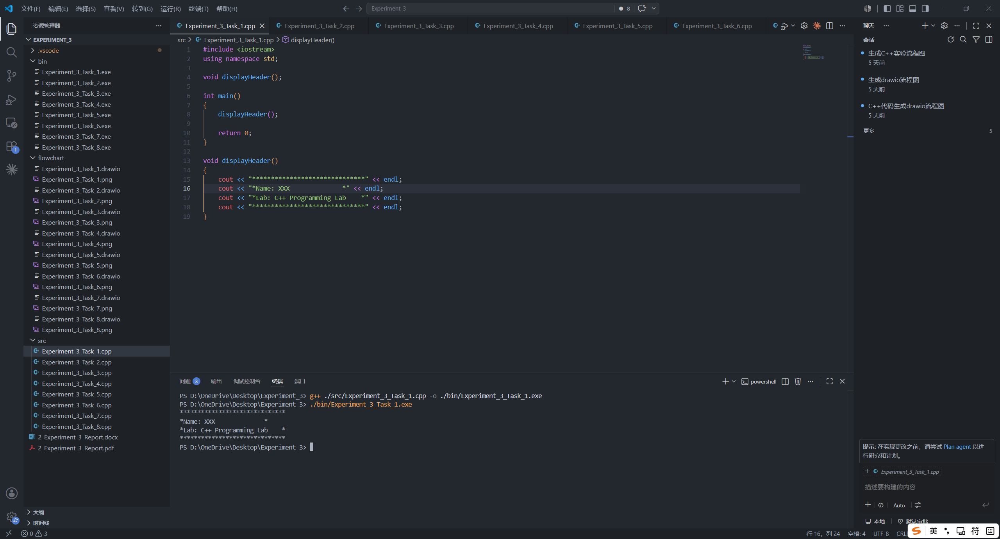 文件(F) 编辑(E) 选择(S) 查看(V) 转到(G) 运行(R) 终端(T) 帮助(H)
Experiment_3
8
资源管理器
EXPERIMENT_3
.vscode
bin
Experiment_3_Task_1.exe
Experiment_3_Task_2.exe
Experiment_3_Task_3.exe
Experiment_3_Task_4.exe
Experiment_3_Task_5.exe
Experiment_3_Task_6.exe
Experiment_3_Task_7.exe
Experiment_3_Task_8.exe
flowchart
Experiment_3_Task_1.drawio
Experiment_3_Task_1.png
Experiment_3_Task_2.drawio
Experiment_3_Task_2.png
Experiment_3_Task_3.drawio
Experiment_3_Task_3.png
Experiment_3_Task_4.drawio
Experiment_3_Task_4.png
Experiment_3_Task_5.drawio
Experiment_3_Task_5.png
Experiment_3_Task_6.drawio
Experiment_3_Task_6.png
Experiment_3_Task_7.drawio
Experiment_3_Task_7.png
Experiment_3_Task_8.drawio
Experiment_3_Task_8.png
src
Experiment_3_Task_1.cpp
Experiment_3_Task_2.cpp
Experiment_3_Task_3.cpp
Experiment_3_Task_4.cpp
Experiment_3_Task_5.cpp
Experiment_3_Task_6.cpp
Experiment_3_Task_7.cpp
Experiment_3_Task_8.cpp
2_Experiment_3_Report.docx
2_Experiment_3_Report.pdf
大纲
时间线
1
Experiment_3_Task_1.cpp Experiment_3_Task_2.cpp Experiment_3_Task_3.cpp Experiment_3_Task_4.cpp Experiment_3_Task_5.cpp Experiment_3_Task_6.cpp
src > Experiment_3_Task_1.cpp > displayHeader()
1 #include <iostream>
2 using namespace std;
3
4 void displayHeader();
5
6 int main()
7 {
8     displayHeader();
9
10     return 0;
11 }
12
13 void displayHeader()
14 {
15     cout << "******************************" << endl;
16     cout << "*Name: XXX              *" << endl;
17     cout << "*Lab: C++ Programming Lab    *" << endl;
18     cout << "******************************" << endl;
19 }
问题 3 输出 调试控制台 终端 端口
powershell
PS D:\OneDrive\Desktop\Experiment_3> g++ ./src/Experiment_3_Task_1.cpp -o ./bin/Experiment_3_Task_1.exe
PS D:\OneDrive\Desktop\Experiment_3> ./bin/Experiment_3_Task_1.exe
******************************
*Name: XXX              *
*Lab: C++ Programming Lab    *
******************************
PS D:\OneDrive\Desktop\Experiment_3>
聊天
会话
生成C++实验流程图
5 天前
生成drawio流程图
5 天前
C++代码生成drawio流程图
5 天前
更多 5
提示: 在实现更改之前，请尝试 Plan agent 以进
行研究和计划。
Experiment_3_Task_1.cpp
描述要构建的内容
Auto
本地 默认审批
0 3
行 16，列 24 空格: 4 UTF-8 CRLF
英 符